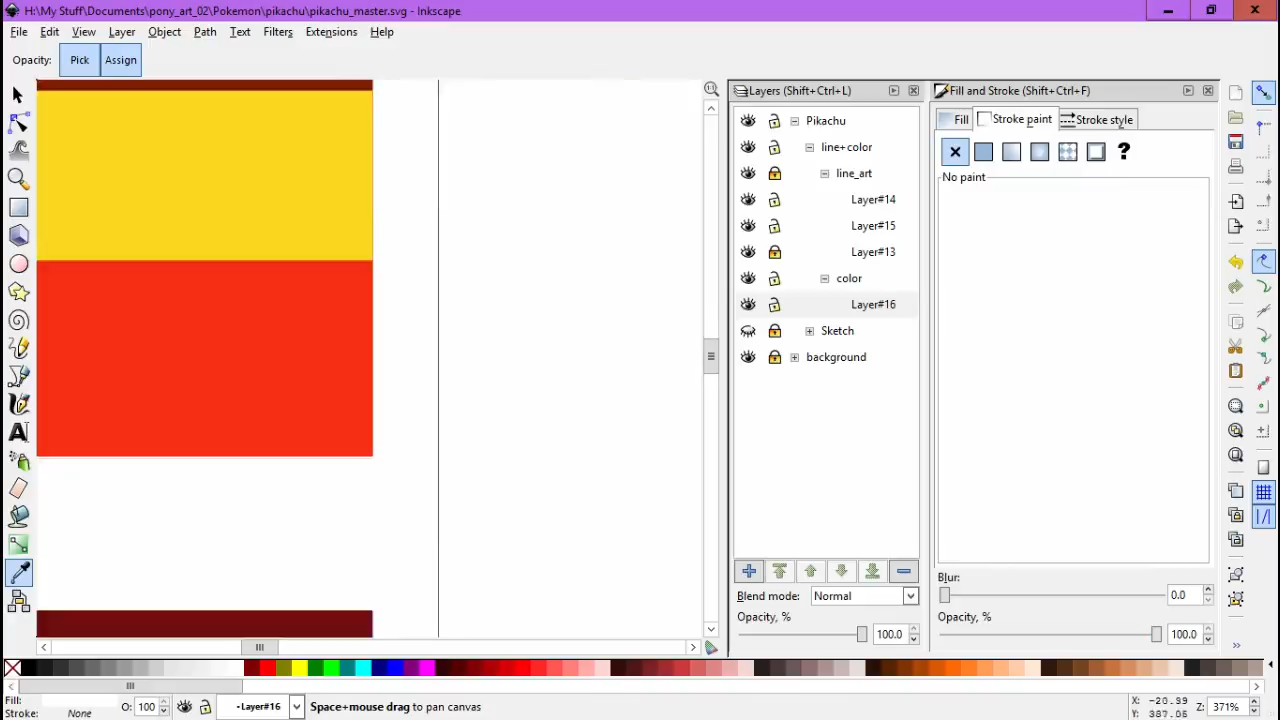 H:\My Stuff\Documents\pony_art_02\Pokemon\pikachu\pikachu_master.svg - Inkscape
File Edit View Layer Object Path Text Filters Extensions Help
Opacity: Pick Assign
Layers (Shift+Ctrl+L)
Fill and Stroke (Shift+Ctrl+F)
Pikachu
line+color
line_art
Layer#14
Layer#15
Layer#13
color
Layer#16
Sketch
background
Fill Stroke paint Stroke style
?
No paint
Blend mode: Normal
Opacity, %
100.0
Blur:
0.0
Opacity, %
100.0
Fill:
Stroke: None
O: 100
-Layer#16
Space+mouse drag to pan canvas
X: -20.39
Y: 387.05
Z: 371%